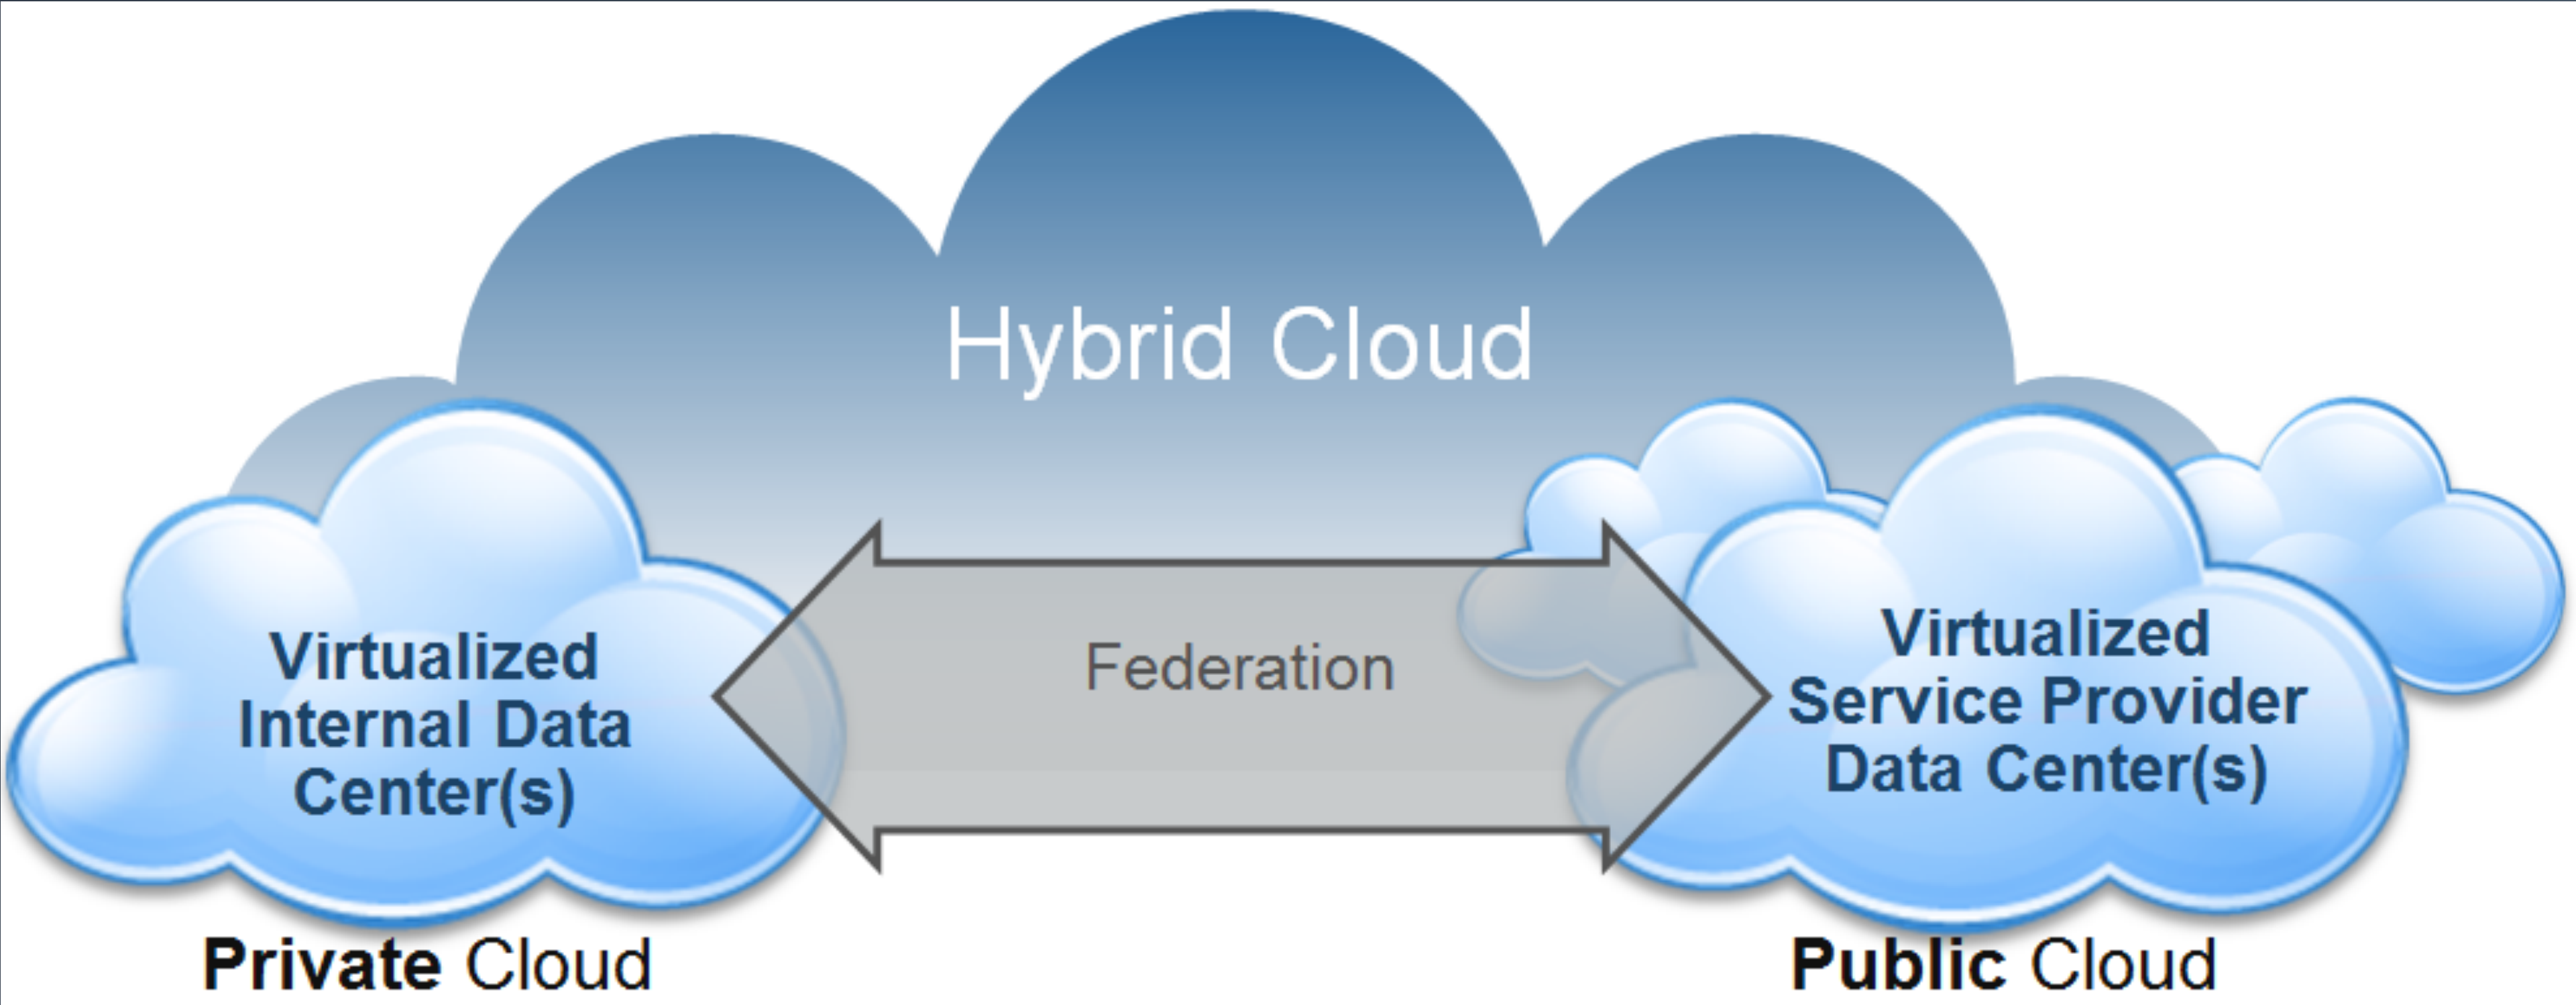 Hybrid Cloud
Virtualized
Internal Data
Center(s)
Federation
Virtualized
Service Provider
Data Center(s)
Private Cloud
Public Cloud